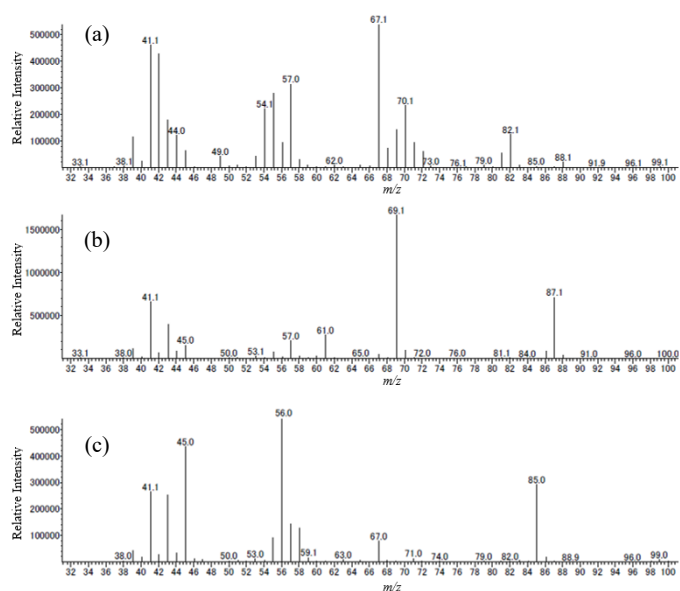 (a)
Relative Intensity
500000
400000
300000
200000
100000
33.1 38.1 41.1 44.0 49.0 54.1 57.0 62.0 67.1 70.1 73.0 76.1 79.0 82.1 85.0 88.1 91.9 96.1 99.1
32 34 36 38 40 42 44 46 48 50 52 54 56 58 60 62 64 66 68 70 72 74 76 78 80 82 84 86 88 90 92 94 96 98 100
m/z
(b)
Relative Intensity
1500000
1000000
500000
33.1 38.0 41.1 45.0 50.0 53.1 57.0 61.0 65.0 69.1 72.0 76.0 81.1 84.0 87.1 91.0 96.0 100.0
32 34 36 38 40 42 44 46 48 50 52 54 56 58 60 62 64 66 68 70 72 74 76 78 80 82 84 86 88 90 92 94 96 98 100
m/z
(c)
Relative Intensity
500000
400000
300000
200000
100000
38.0 41.1 45.0 50.0 53.0 56.0 59.1 63.0 67.0 71.0 74.0 79.0 82.0 85.0 88.9 96.0 99.0
32 34 36 38 40 42 44 46 48 50 52 54 56 58 60 62 64 66 68 70 72 74 76 78 80 82 84 86 88 90 92 94 96 98 100
m/z